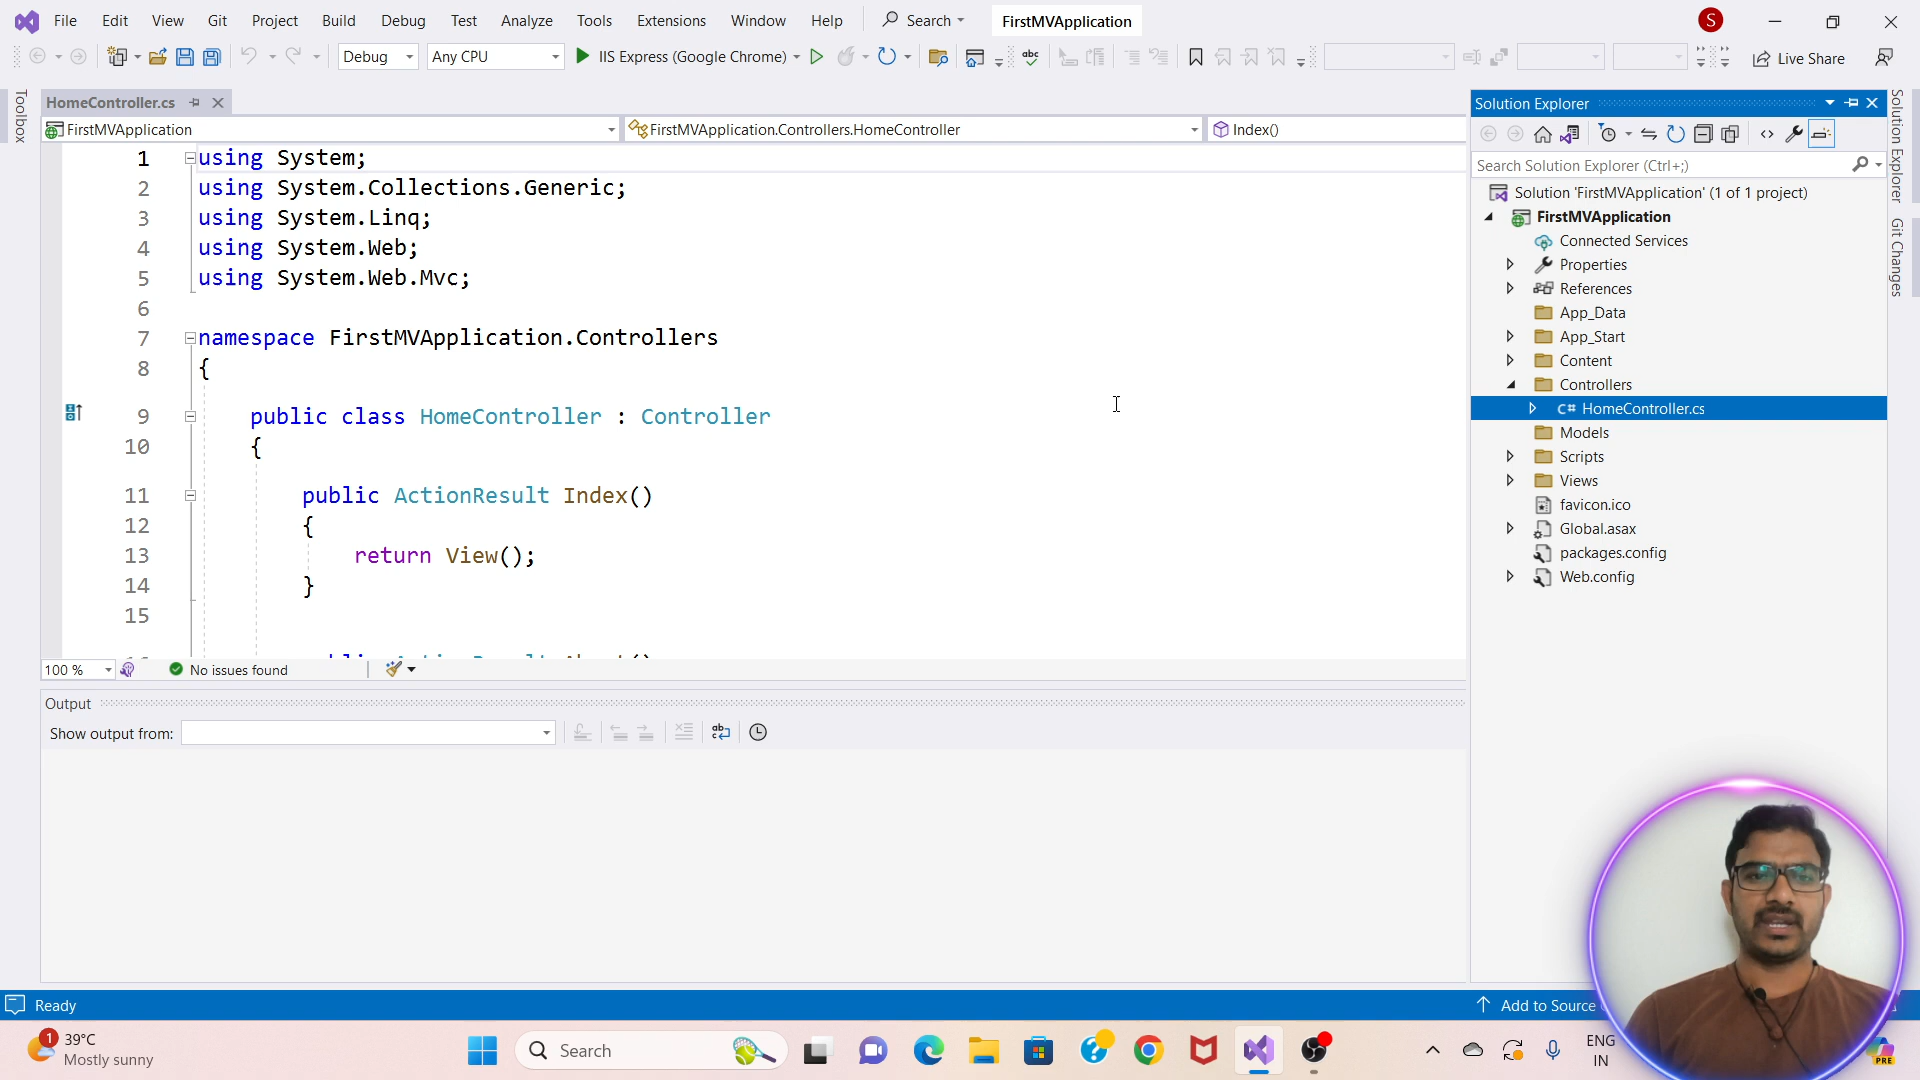 File Edit View Git Project Build Debug Test Analyze Tools Extensions Window Help Search FirstMVApplication S
Debug Any CPU IIS Express (Google Chrome) Live Share
Toolbox
HomeController.cs
FirstMVApplication FirstMVApplication.Controllers.HomeController Index()
1 using System;
2 using System.Collections.Generic;
3 using System.Linq;
4 using System.Web;
5 using System.Web.Mvc;
6
7 namespace FirstMVApplication.Controllers
8 {
9 public class HomeController : Controller
10 {
11 public ActionResult Index()
12 {
13 return View();
14 }
15
100 % No issues found
Output
Show output from:
Solution Explorer
Search Solution Explorer (Ctrl+;)
Solution 'FirstMVApplication' (1 of 1 project)
FirstMVApplication
Connected Services
Properties
References
App_Data
App_Start
Content
Controllers
C# HomeController.cs
Models
Scripts
Views
favicon.ico
Global.asax
packages.config
Web.config
Solution Explorer
Git Changes
Ready Add to Source
1 39°C
Mostly sunny
Search
ENG
IN
PRE